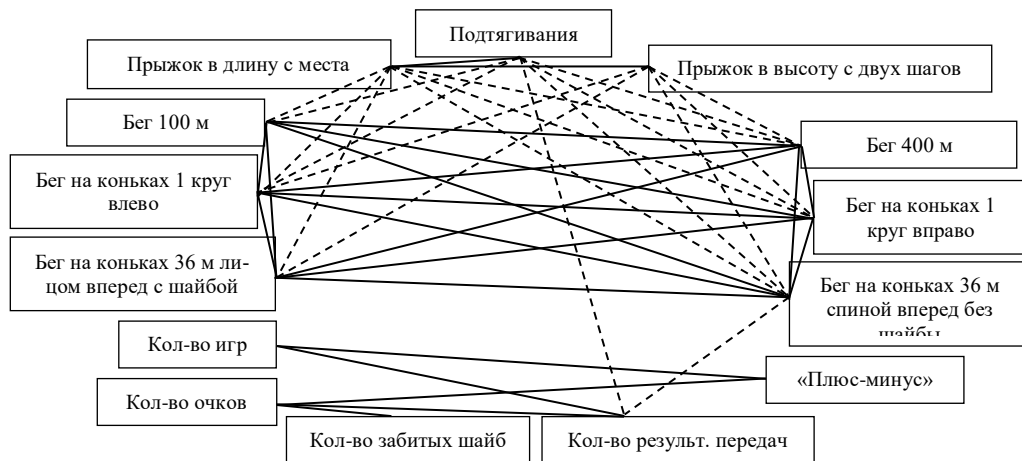 Подтягивания
Прыжок в длину с места
Прыжок в высоту с двух шагов
Бег 100 м
Бег 400 м
Бег на коньках 1 круг
влево
Бег на коньках 1
круг вправо
Бег на коньках 36 м ли-
цом вперед с шайбой
Бег на коньках 36 м
спиной вперед без
шайбы
Кол-во игр
«Плюс-минус»
Кол-во очков
Кол-во забитых шайб
Кол-во результ. передач